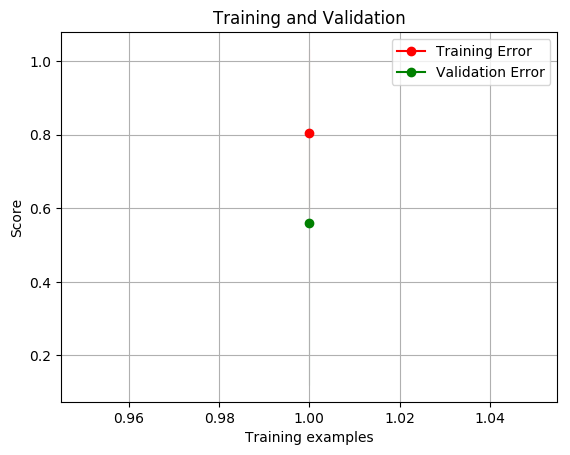 Training and Validation
Training Error
Validation Error
1.0
0.8
0.6
0.4
0.2
Score
0.96
0.98
1.00
1.02
1.04
Training examples